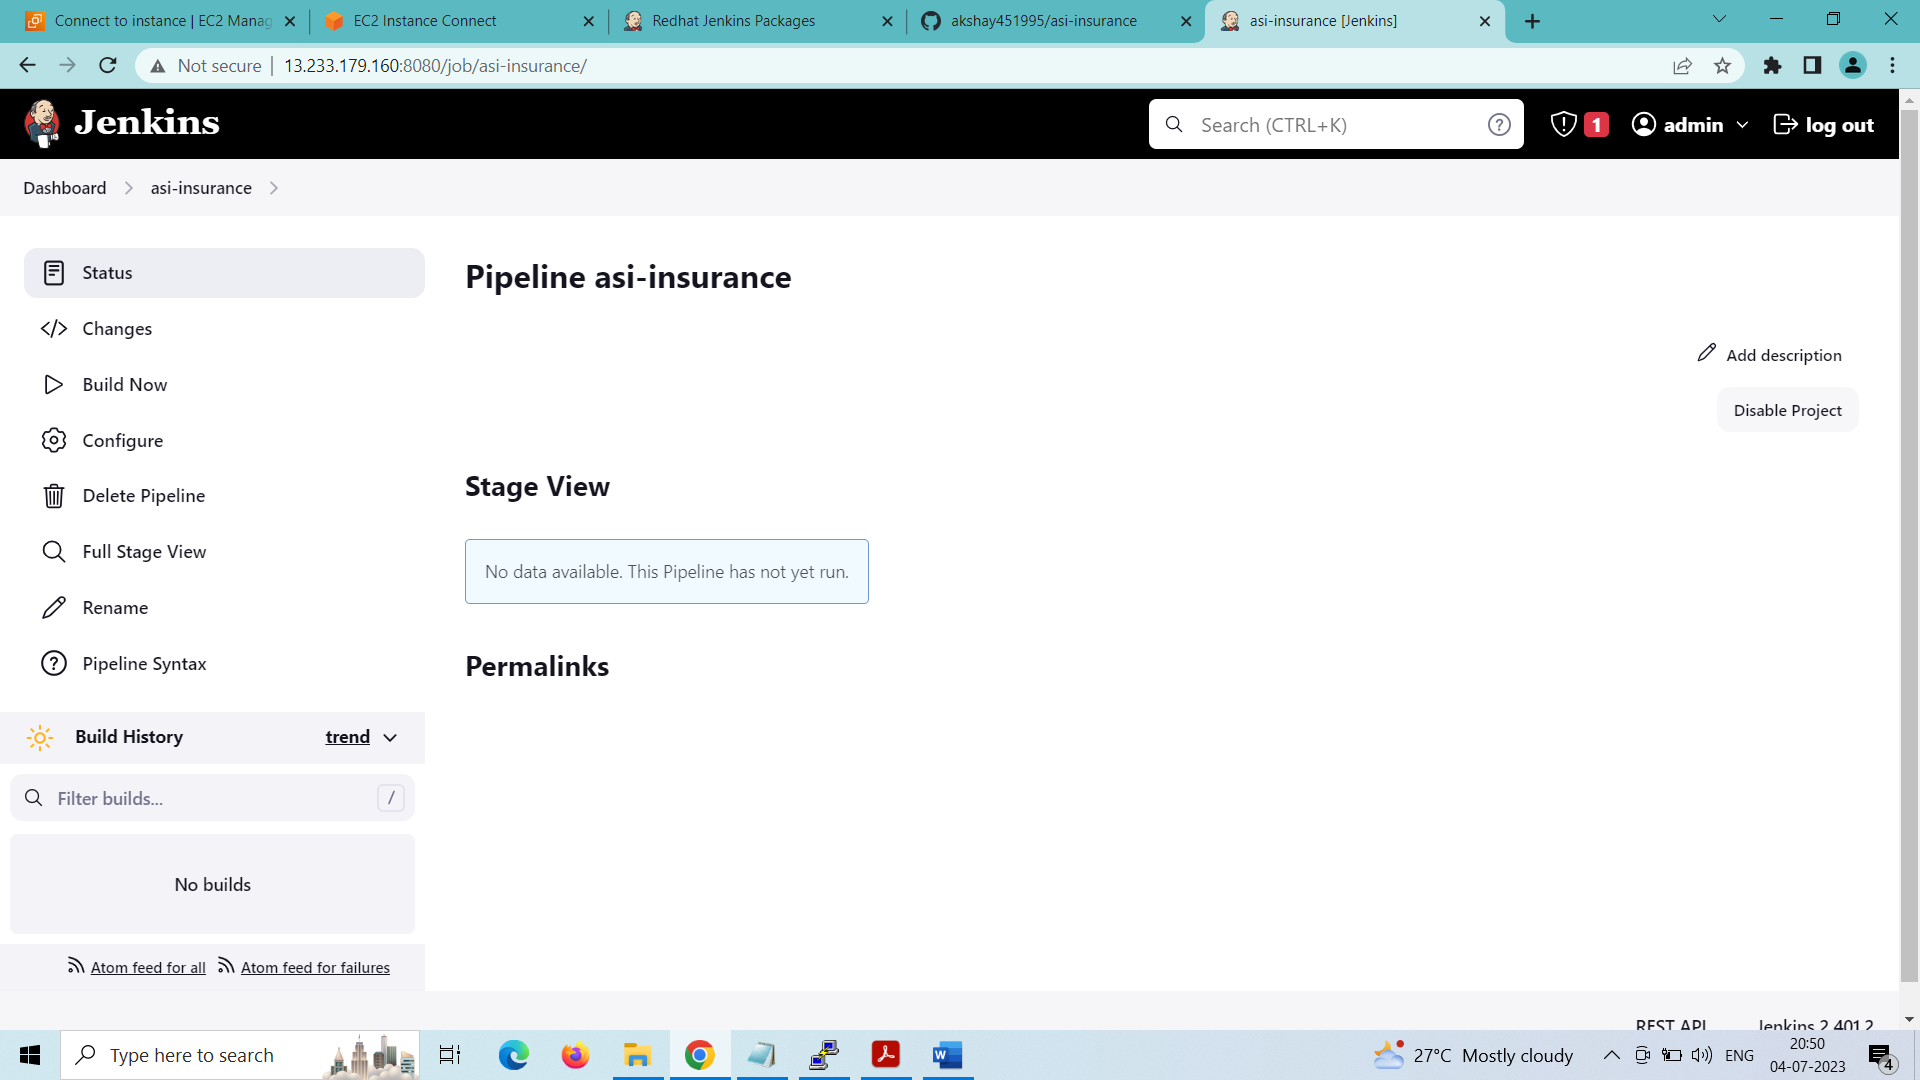 Connect to instance | EC2 Manag
EC2 Instance Connect
Redhat Jenkins Packages
akshay451995/asi-insurance
asi-insurance [Jenkins]
Not secure
13.233.179.160:8080/job/asi-insurance/
Jenkins
Search (CTRL+K)
1
admin
log out
Dashboard
asi-insurance
Status
Changes
Build Now
Configure
Delete Pipeline
Full Stage View
Rename
Pipeline Syntax
Build History
trend
Filter builds...
/
No builds
Atom feed for all
Atom feed for failures
Pipeline asi-insurance
Add description
Disable Project
Stage View
No data available. This Pipeline has not yet run.
Permalinks
REST API
Jenkins 2.401.2
Type here to search
27°C Mostly cloudy
ENG
20:50
04-07-2023
4